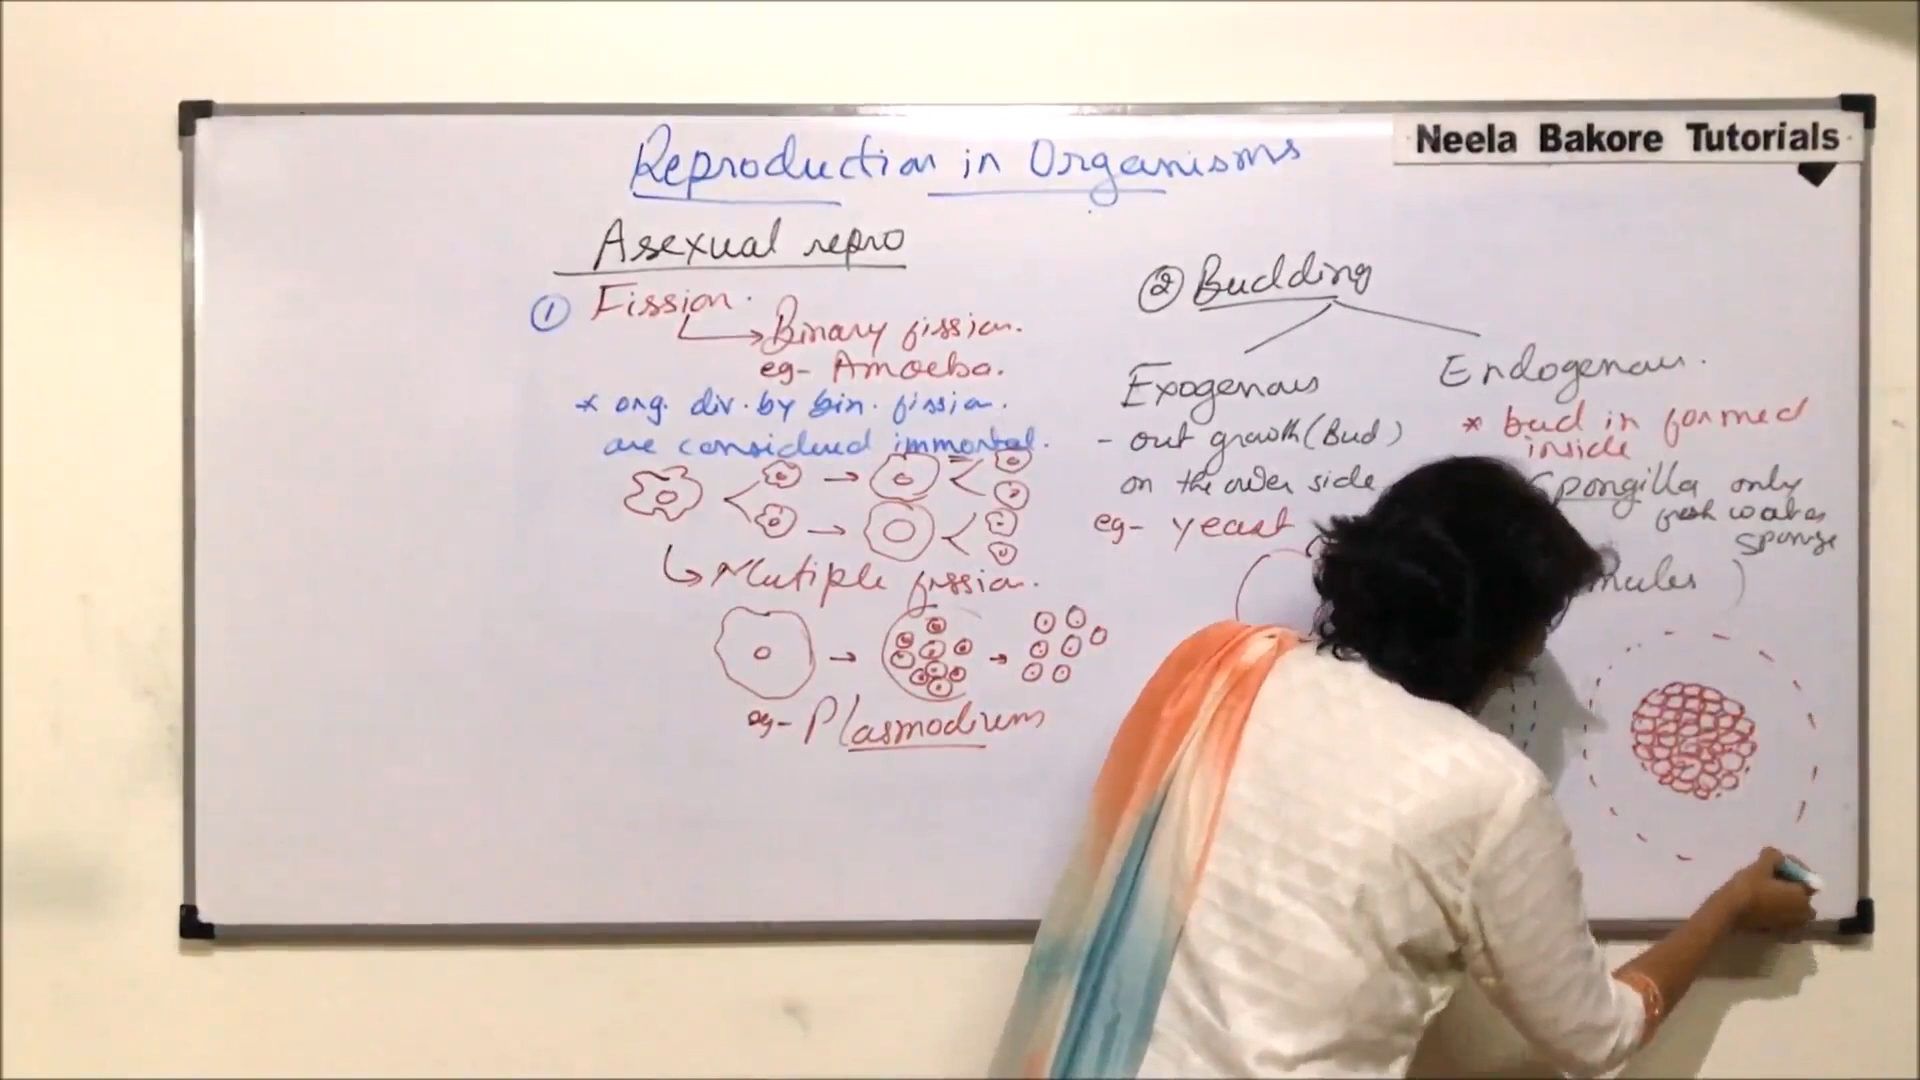 Neela Bakore Tutorials
Reproduction in Organisms
Asexual repro
① Fission.
Binary fission.
eg- Amoeba.
* org. div. by bin. fission.
are considered immortal.
Multiple fission.
eg- Plasmodium
② Budding
Exogenous
- out growth (Bud)
on the outer side
eg- yeast
Endogenous.
* bud in formed
inside
Spongilla only
fresh water
sponge
mules )